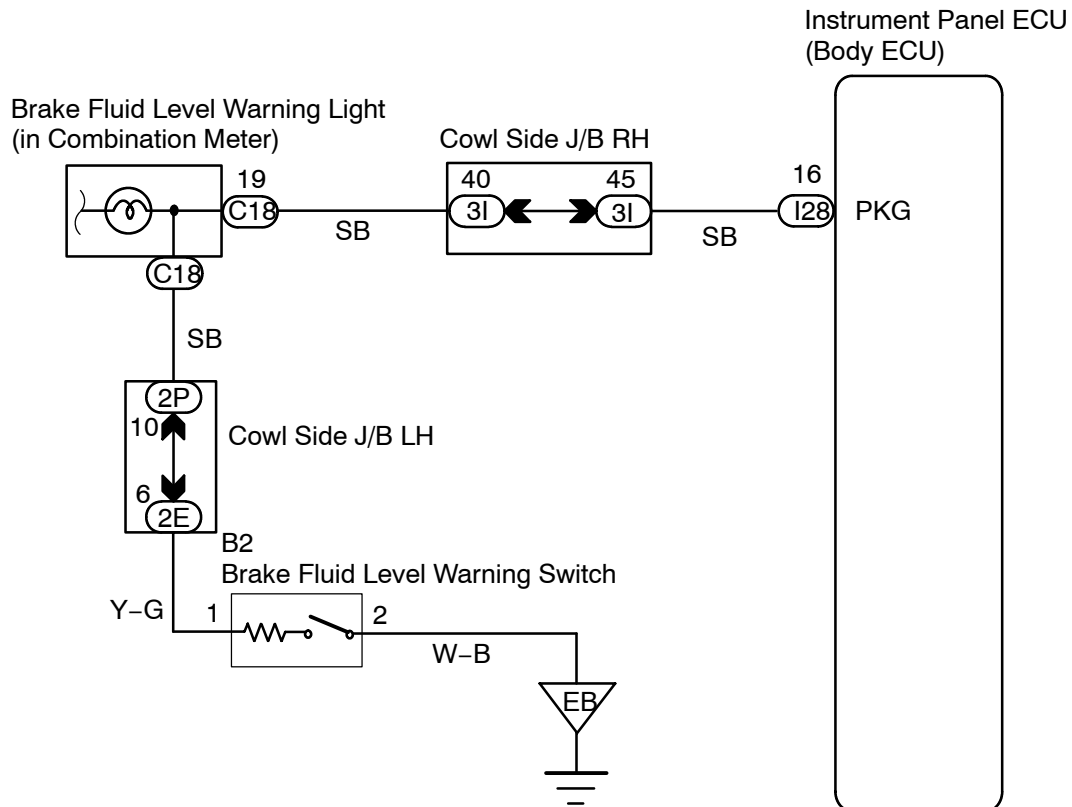 Instrument Panel ECU
(Body ECU)
Brake Fluid Level Warning Light
(in Combination Meter)
Cowl Side J/B RH
19
40
45
16
C18
3I
3I
I28
PKG
SB
SB
C18
SB
2P
10
Cowl Side J/B LH
6
2E
B2
Brake Fluid Level Warning Switch
Y–G
1
2
W–B
EB